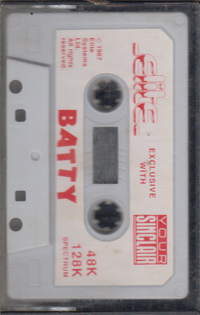 elite
© 1987
Elite
Systems
Ltd
All rights
reserved.
EXCLUSIVE
WITH
YOUR
SINCLAIR
BATTY
48K
128K
SPECTRUM